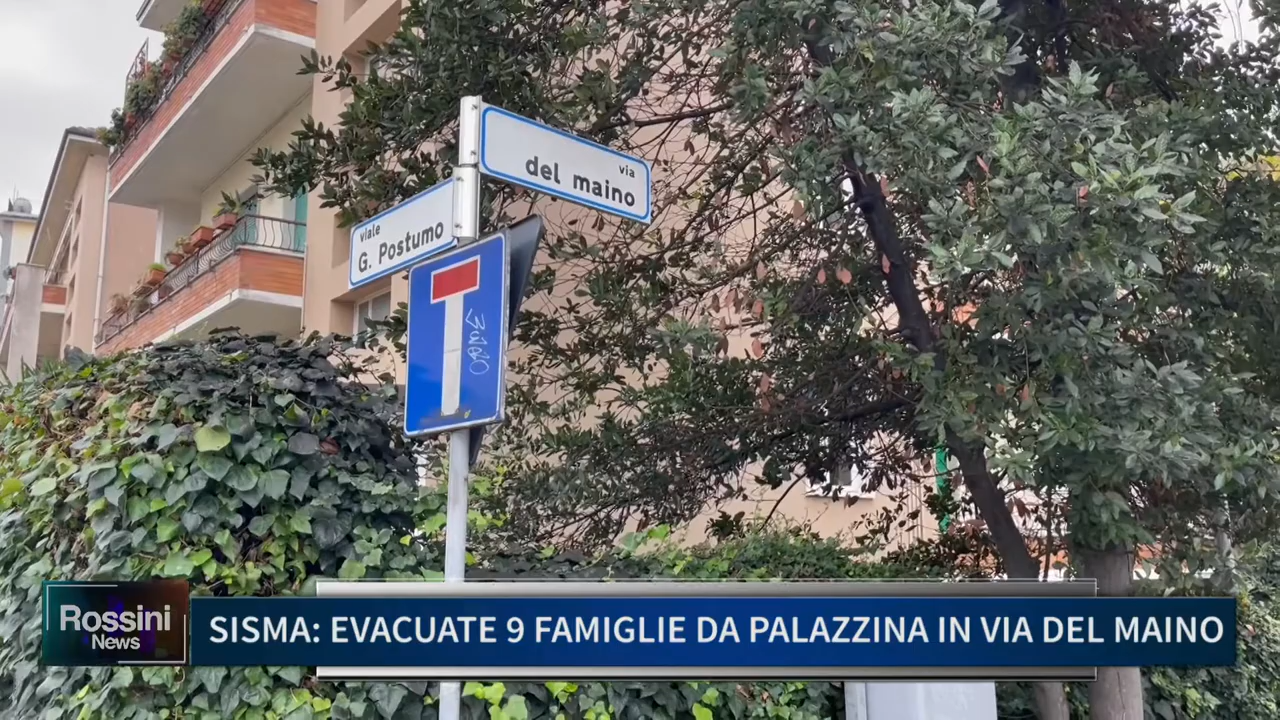 via
del maino
viale
G. Postumo
Rossini
News
SISMA: EVACUATE 9 FAMIGLIE DA PALAZZINA IN VIA DEL MAINO